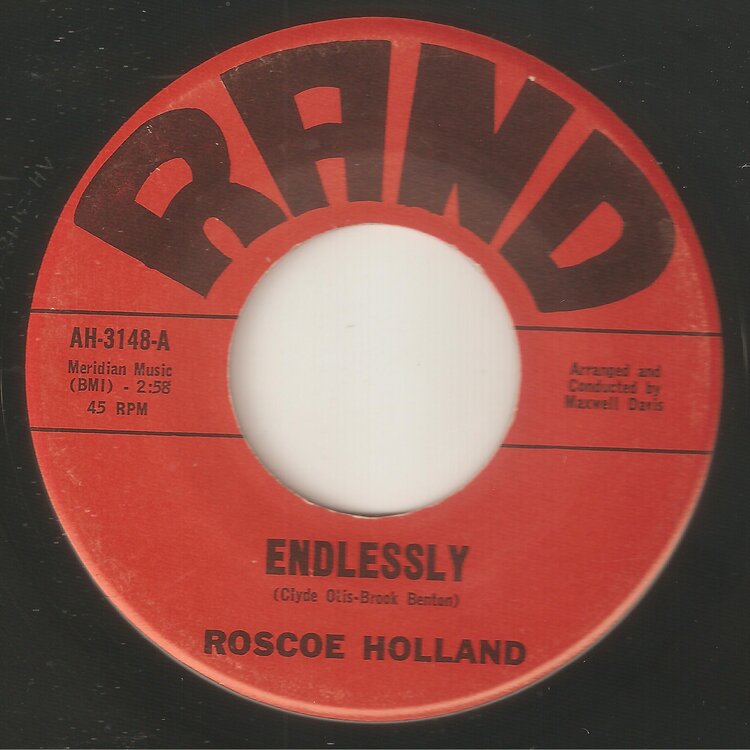 RAND
AH-3148-A
Meridian Music
(BMI) - 2:58
45 RPM
Arranged and
Conducted by
Maxwell Davis
ENDLESSLY
(Clyde Otis-Brook Benton)
ROSCOE HOLLAND